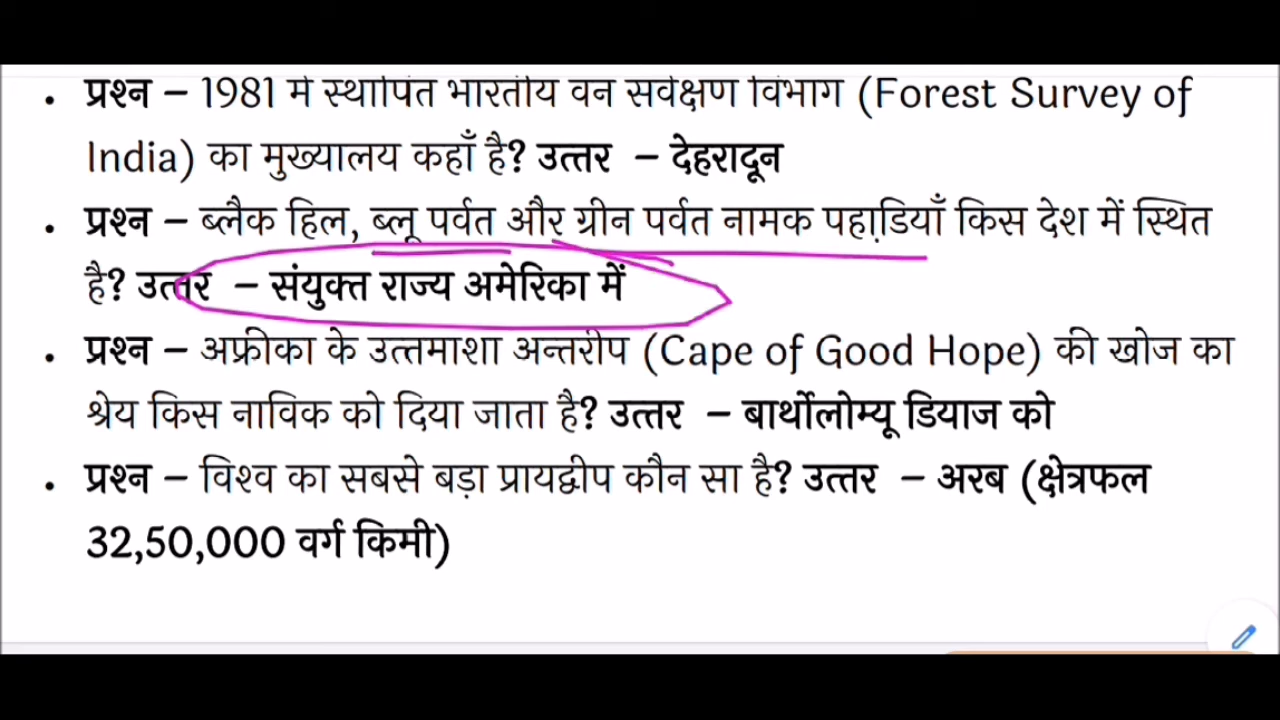 • प्रश्न – 1981 में स्थापित भारतीय वन सर्वेक्षण विभाग (Forest Survey of
India) का मुख्यालय कहाँ है? उत्तर – देहरादून
• प्रश्न – ब्लैक हिल, ब्लू पर्वत और ग्रीन पर्वत नामक पहाडि़याँ किस देश में स्थित
है? उत्तर – संयुक्त राज्य अमेरिका में
• प्रश्न – अफ्रीका के उत्तमाशा अन्तरीप (Cape of Good Hope) की खोज का
श्रेय किस नाविक को दिया जाता है? उत्तर – बार्थोलोम्यू डियाज को
• प्रश्न – विश्व का सबसे बड़ा प्रायद्वीप कौन सा है? उत्तर – अरब (क्षेत्रफल
32,50,000 वर्ग किमी)